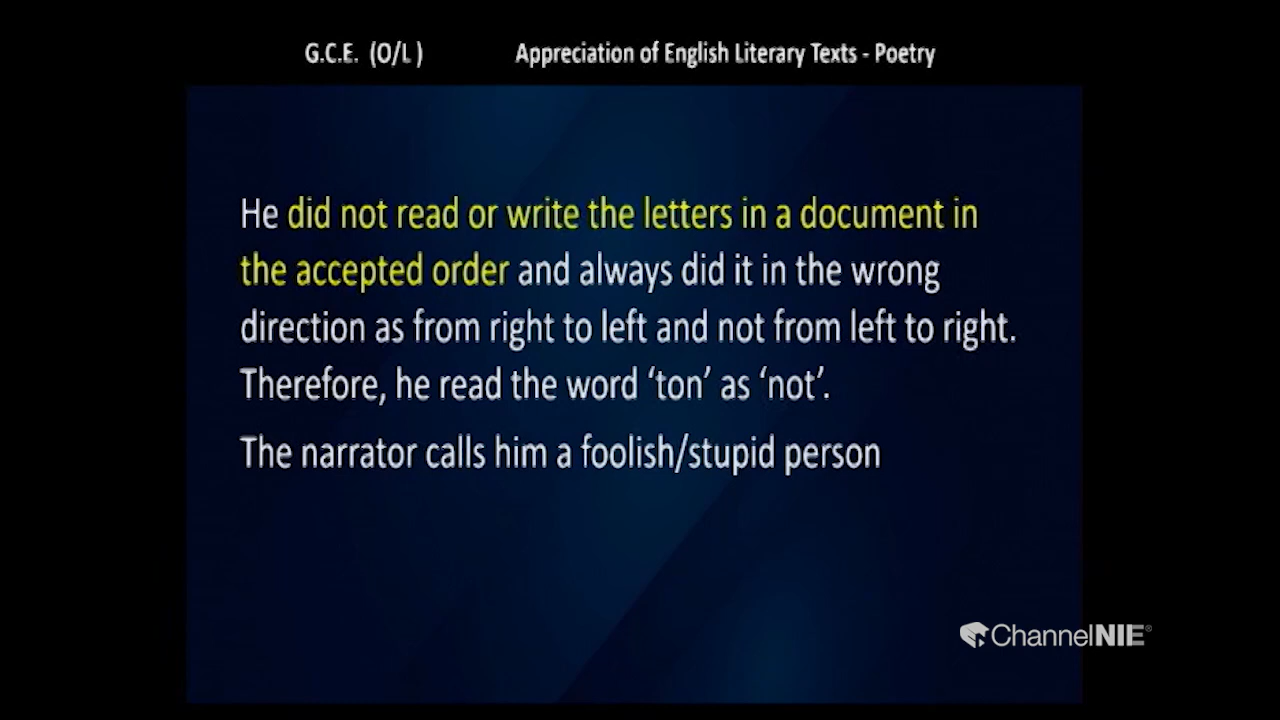 G.C.E. (O/L ) Appreciation of English Literary Texts - Poetry
He did not read or write the letters in a document in
the accepted order and always did it in the wrong
direction as from right to left and not from left to right.
Therefore, he read the word ‘ton’ as ‘not’.
The narrator calls him a foolish/stupid person
ChannelNIE®